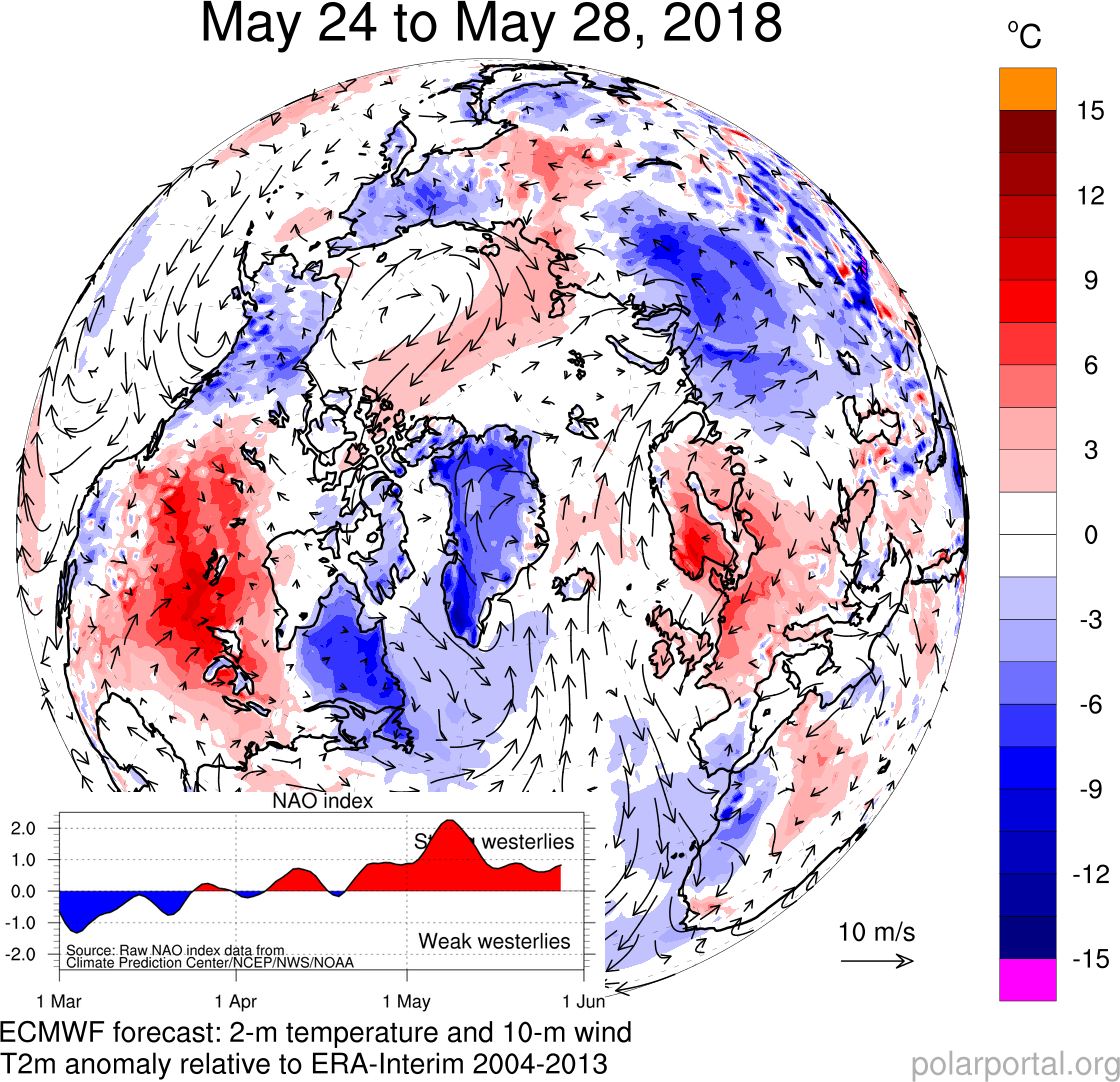 May 24 to May 28, 2018
°C
15
12
9
6
3
0
-3
-6
-9
-12
-15
10 m/s
NAO index
2.0
1.0
0.0
-1.0
-2.0
westerlies
Weak westerlies
Source: Raw NAO index data from
Climate Prediction Center/NCEP/NWS/NOAA
1 Mar 1 Apr 1 May 1 Jun
ECMWF forecast: 2-m temperature and 10-m wind
T2m anomaly relative to ERA-Interim 2004-2013
polarportal.org